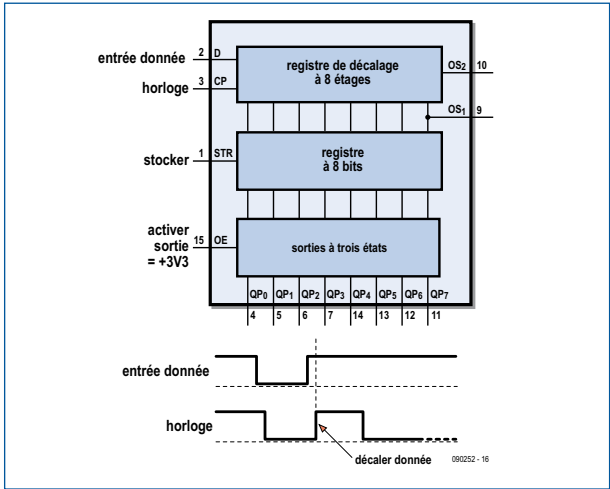 entrée donnée
2 D
horloge
3 CP
registre de décalage
à 8 étages
OS2 10
OS1 9
stocker
1 STR
registre
à 8 bits
activer
sortie
= +3V3
15 OE
sorties à trois états
QP0 QP1 QP2 QP3 QP4 QP5 QP6 QP7
4 5 6 7 14 13 12 11
entrée donnée
horloge
décaler donnée
090252 - 16